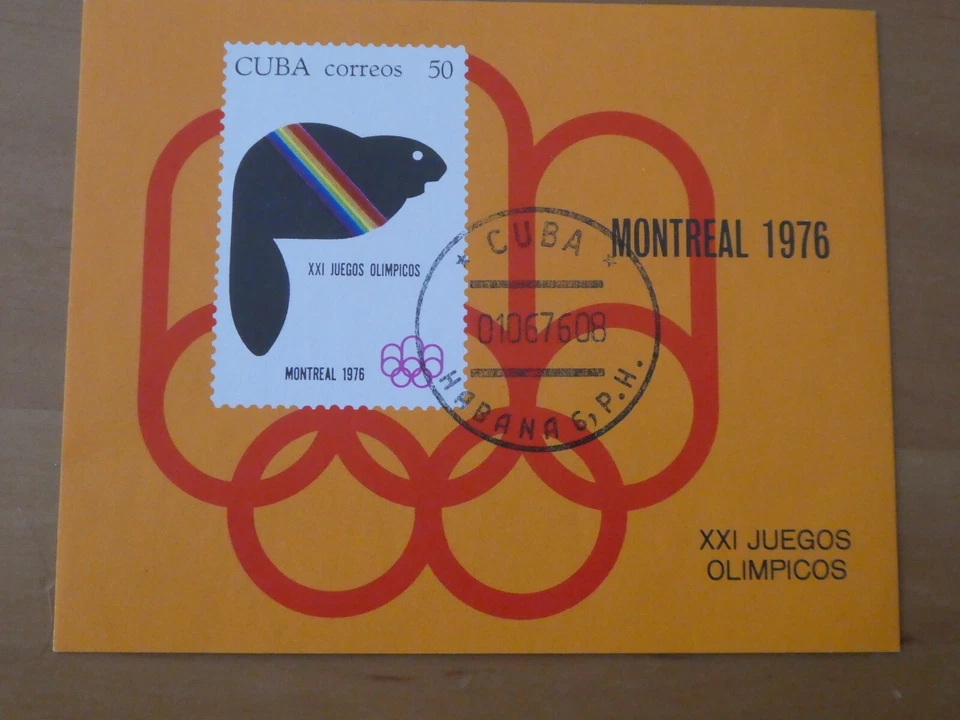 CUBA correos 50
XXI JUEGOS OLIMPICOS
MONTREAL 1976
CUBA
01067608
HABANA 6, P.H.
MONTREAL 1976
XXI JUEGOS
OLIMPICOS